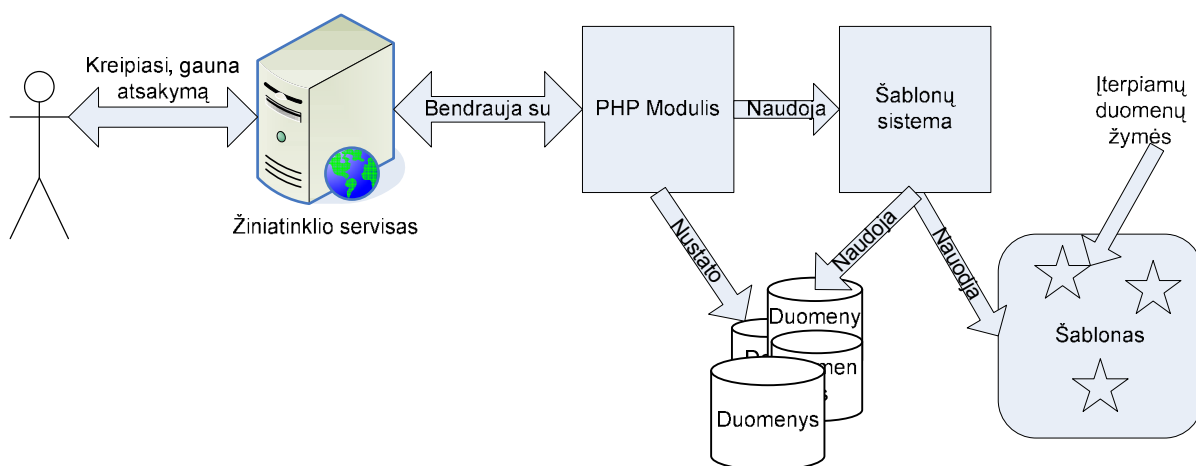 Kreipiasi, gauna
atsakymą
Žiniatinklio servisas
Bendrauja su
PHP Modulis
Naudoja
Šablonų
sistema
Įterpiamų
duomenų
žymės
Nustato
Naudoja
Nauodja
Duomeny
Duomenys
Šablonas